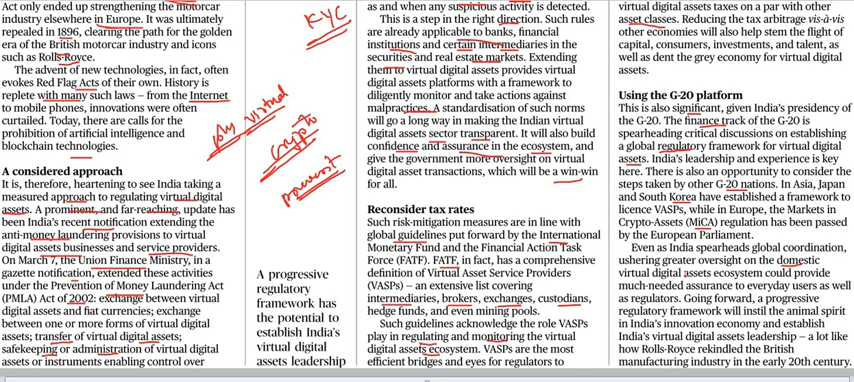 Act only ended up strengthening the motorcar
industry elsewhere in Europe. It was ultimately
repealed in 1896, clearing the path for the golden
era of the British motorcar industry and icons
such as Rolls-Royce.
The advent of new technologies, in fact, often
evokes Red Flag Acts of their own. History is
replete with many such laws – from the Internet
to mobile phones, innovations were often
curtailed. Today, there are calls for the
prohibition of artificial intelligence and
blockchain technologies.
A considered approach
It is, therefore, heartening to see India taking a
measured approach to regulating virtual digital
assets. A prominent, and far-reaching, update has
been India's recent notification extending the
anti-money laundering provisions to virtual
digital assets businesses and service providers.
On March 7, the Union Finance Ministry, in a
gazette notification, extended these activities
under the Prevention of Money Laundering Act
(PMLA) Act of 2002: exchange between virtual
digital assets and fiat currencies; exchange
between one or more forms of virtual digital
assets; transfer of virtual digital assets;
safekeeping or administration of virtual digital
assets or instruments enabling control over
KYC
virtual
crypto
A progressive
regulatory
framework has
the potential to
establish India's
virtual digital
assets leadership
as and when any suspicious activity is detected.
This is a step in the right direction. Such rules
are already applicable to banks, financial
institutions and certain intermediaries in the
securities and real estate markets. Extending
them to virtual digital assets provides virtual
digital assets platforms with a framework to
diligently monitor and take actions against
malpractices. A standardisation of such norms
will go a long way in making the Indian virtual
digital assets sector transparent. It will also build
confidence and assurance in the ecosystem, and
give the government more oversight on virtual
digital asset transactions, which will be a win-win
for all.
Reconsider tax rates
Such risk-mitigation measures are in line with
global guidelines put forward by the International
Monetary Fund and the Financial Action Task
Force (FATF). FATF, in fact, has a comprehensive
definition of Virtual Asset Service Providers
(VASPs) – an extensive list covering
intermediaries, brokers, exchanges, custodians,
hedge funds, and even mining pools.
Such guidelines acknowledge the role VASPs
play in regulating and monitoring the virtual
digital assets ecosystem. VASPs are the most
efficient bridges and eyes for regulators to
virtual digital assets taxes on a par with other
asset classes. Reducing the tax arbitrage vis-à-vis
other economies will also help stem the flight of
capital, consumers, investments, and talent, as
well as dent the grey economy for virtual digital
assets.
Using the G-20 platform
This is also significant, given India's presidency of
the G-20. The finance track of the G-20 is
spearheading critical discussions on establishing
a global regulatory framework for virtual digital
assets. India's leadership and experience is key
here. There is also an opportunity to consider the
steps taken by other G-20 nations. In Asia, Japan
and South Korea have established a framework to
licence VASPs, while in Europe, the Markets in
Crypto-Assets (MiCA) regulation has been passed
by the European Parliament.
Even as India spearheads global coordination,
ushering greater oversight on the domestic
virtual digital assets ecosystem could provide
much-needed assurance to everyday users as well
as regulators. Going forward, a progressive
regulatory framework will instil the animal spirit
in India's innovation economy and establish
India's virtual digital assets leadership – a lot like
how Rolls-Royce rekindled the British
manufacturing industry in the early 20th century.